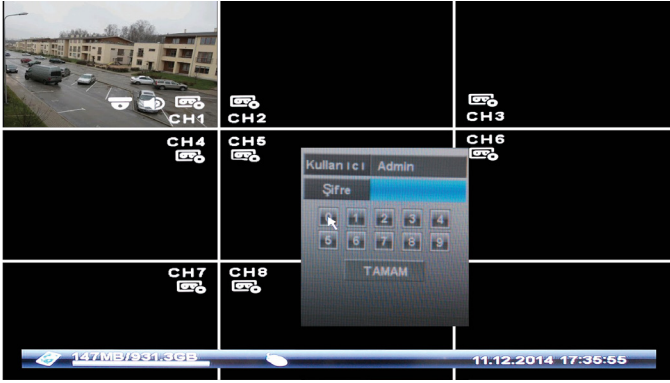 CH1
CH2
CH3
CH4
CH5
CH6
Kullanıcı Admin
Şifre
0 1 2 3 4
5 6 7 8 9
TAMAM
CH7
CH8
147MB/931.3GB
11.12.2014 17:35:55